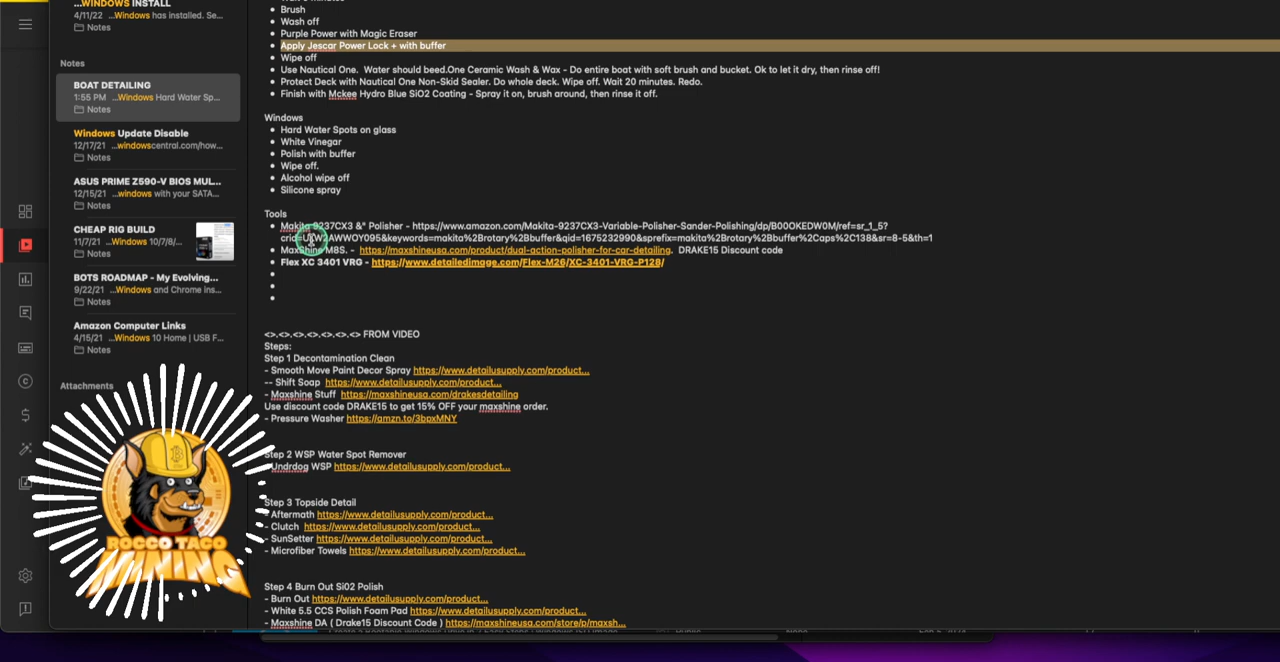 ...WINDOWS INSTALL
4/11/22 ...Windows has installed. Se...
Notes
Notes
BOAT DETAILING
1:55 PM ...Windows Hard Water Sp...
Notes
Windows Update Disable
12/17/21 ...windowscentral.com/how...
Notes
ASUS PRIME Z590-V BIOS MUL...
12/15/21 ...windows with your SATA...
Notes
CHEAP RIG BUILD
11/7/21 ...Windows 10/7/8/...
Notes
BOTS ROADMAP - My Evolving...
9/22/21 ...Windows and Chrome ins...
Notes
Amazon Computer Links
4/15/21 ...Windows 10 Home | USB F...
Notes
Attachments
ROCCO TACO
MINING
Brush
Wash off
Purple Power with Magic Eraser
Apply Jescar Power Lock + with buffer
Wipe off
Use Nautical One. Water should beed.One Ceramic Wash & Wax - Do entire boat with soft brush and bucket. Ok to let it dry, then rinse off!
Protect Deck with Nautical One Non-Skid Sealer. Do whole deck. Wipe off. Wait 20 minutes. Redo.
Finish with Mckee Hydro Blue SiO2 Coating - Spray it on, brush around, then rinse it off.
Windows
Hard Water Spots on glass
White Vinegar
Polish with buffer
Wipe off.
Alcohol wipe off
Silicone spray
Tools
Makita 9237CX3 &" Polisher - https://www.amazon.com/Makita-9237CX3-Variable-Polisher-Sander-Polishing/dp/B00OKEDW0M/ref=sr_1_5?
AWWOY095&keywords=makita%2Brotary%2Bbuffer&qid=1675232990&sprefix=makita%2Brotary%2Bbuffer%2Caps%2C138&sr=8-5&th=1
MaxShine M8S. - https://maxshineusa.com/product/dual-action-polisher-for-car-detailing. DRAKE15 Discount code
Flex XC 3401 VRG - https://www.detailedimage.com/Flex-M26/XC-3401-VRG-P128/
<>.<>.<>.<>.<>.<>.<> FROM VIDEO
Steps:
Step 1 Decontamination Clean
- Smooth Move Paint Decor Spray https://www.detailsupply.com/product...
-- Shift Soap https://www.detailsupply.com/product...
- Maxshine Stuff https://maxshineusa.com/drakesdetailing
Use discount code DRAKE15 to get 15% OFF your maxshine order.
- Pressure Washer https://amzn.to/3bpxMNY
Step 2 WSP Water Spot Remover
Undrdog WSP https://www.detailsupply.com/product...
Step 3 Topside Detail
- Aftermath https://www.detailsupply.com/product...
- Clutch https://www.detailsupply.com/product...
- SunSetter https://www.detailsupply.com/product...
- Microfiber Towels https://www.detailsupply.com/product...
Step 4 Burn Out Si02 Polish
- Burn Out https://www.detailsupply.com/product...
- White 5.5 CCS Polish Foam Pad https://www.detailsupply.com/product...
- Maxshine DA ( Drake15 Discount Code ) https://maxshineusa.com/store/p/maxsh...